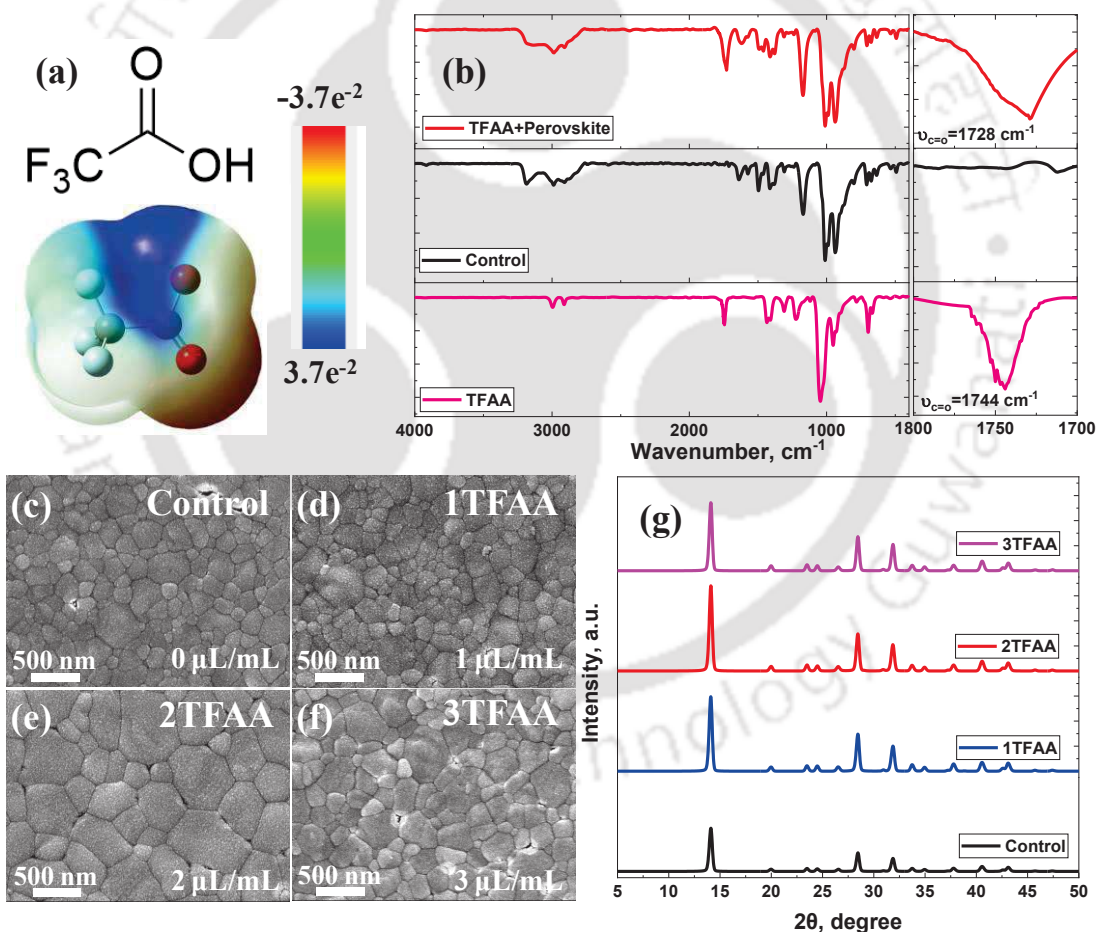 (a)
O
F₃C
OH
-3.7e⁻²
3.7e⁻²
(b)
TFAA+Perovskite
Control
TFAA
4000 3000 2000 1000
1800 1750 1700
Wavenumber, cm⁻¹
υc=o=1728 cm⁻¹
υc=o=1744 cm⁻¹
(c) Control
500 nm 0 µL/mL
(d) 1TFAA
500 nm 1 µL/mL
(e) 2TFAA
500 nm 2 µL/mL
(f) 3TFAA
500 nm 3 µL/mL
(g)
3TFAA
2TFAA
1TFAA
Control
Intensity, a.u.
5 10 15 20 25 30 35 40 45 50
2θ, degree